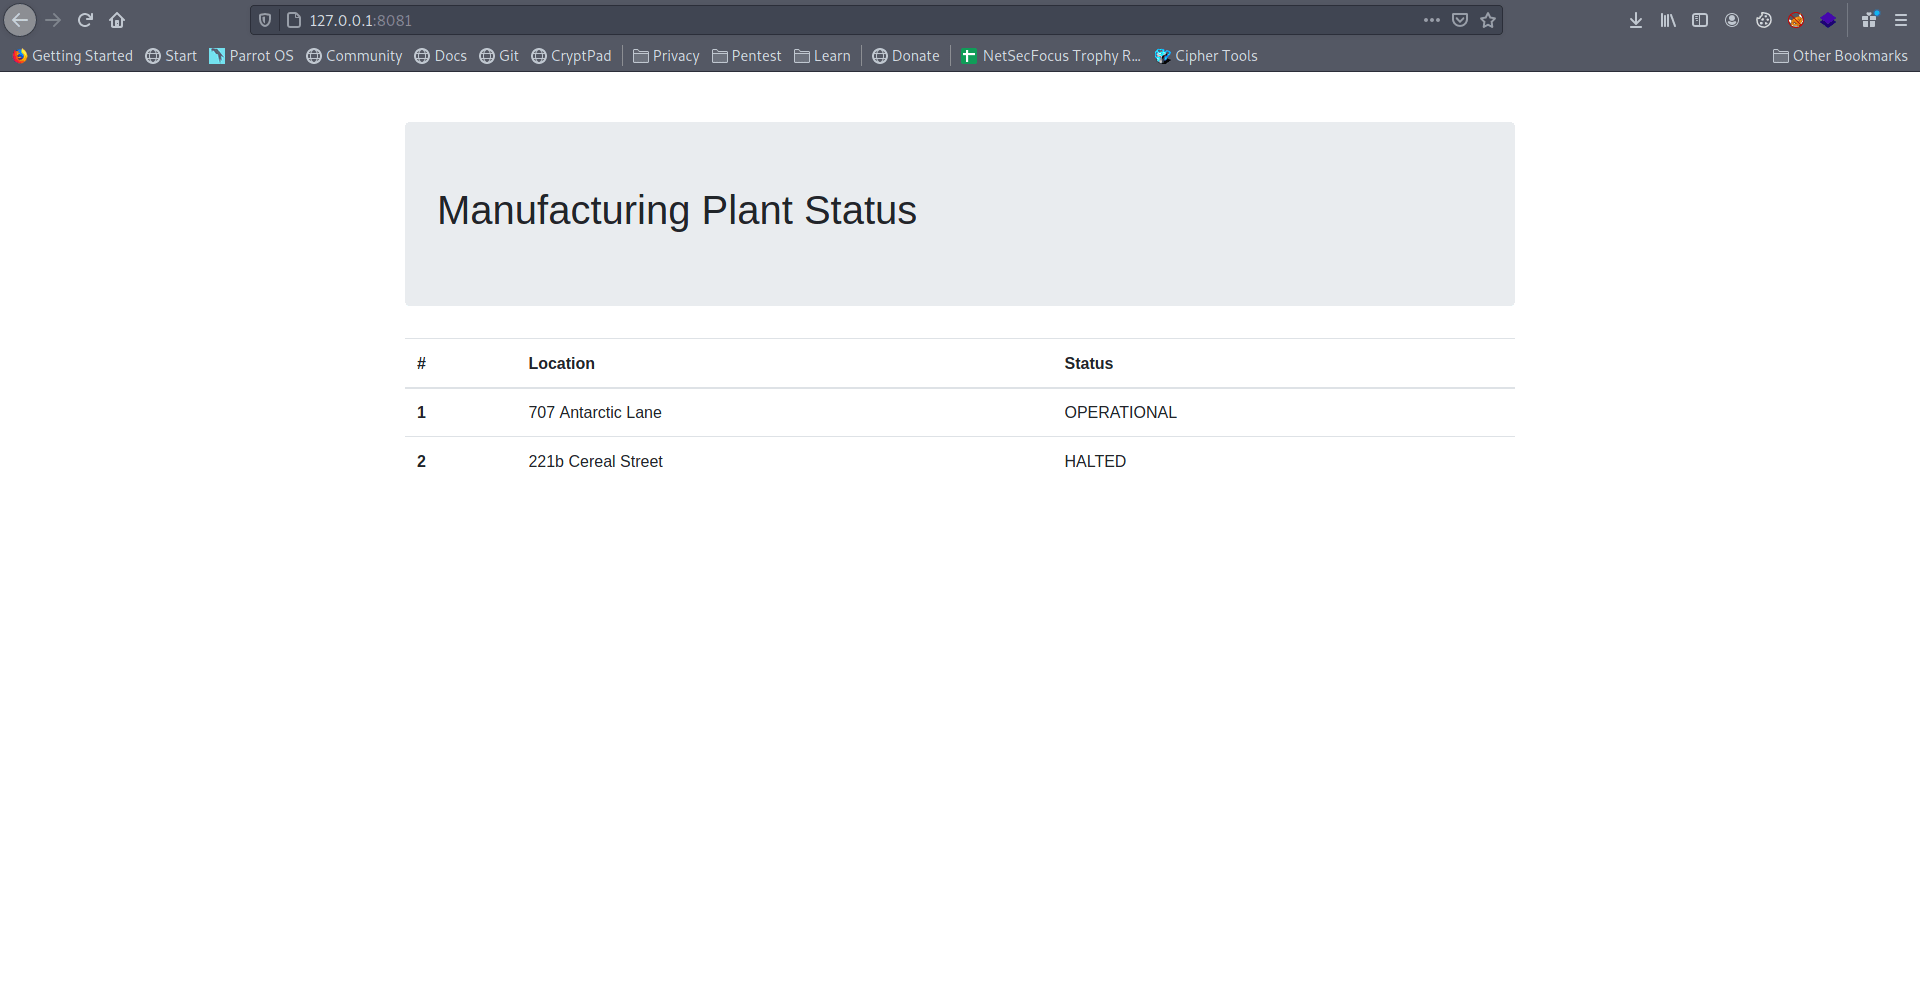 127.0.0.1:8081
Getting Started Start Parrot OS Community Docs Git CryptPad Privacy Pentest Learn Donate NetSecFocus Trophy R... Cipher Tools Other Bookmarks
Manufacturing Plant Status
# Location Status
1 707 Antarctic Lane OPERATIONAL
2 221b Cereal Street HALTED